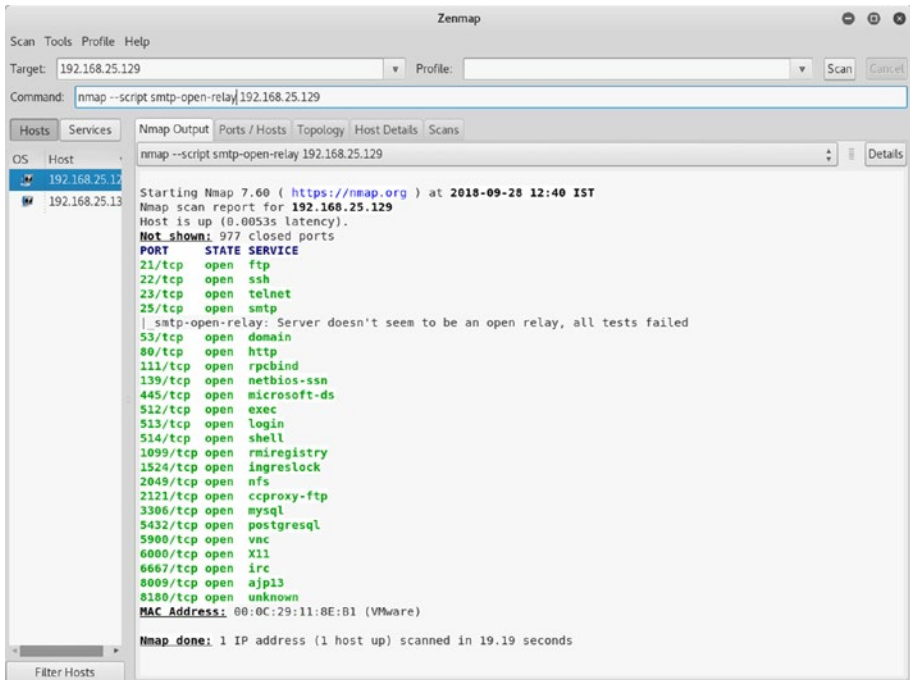 Zenmap
Scan Tools Profile Help
Target: 192.168.25.129 Profile: Scan Cancel
Command: nmap --script smtp-open-relay 192.168.25.129
Hosts Services Nmap Output Ports / Hosts Topology Host Details Scans
OS Host nmap --script smtp-open-relay 192.168.25.129 Details
192.168.25.12
192.168.25.13
Starting Nmap 7.60 ( https://nmap.org ) at 2018-09-28 12:40 IST
Nmap scan report for 192.168.25.129
Host is up (0.0053s latency).
Not shown: 977 closed ports
PORT STATE SERVICE
21/tcp open ftp
22/tcp open ssh
23/tcp open telnet
25/tcp open smtp
|_smtp-open-relay: Server doesn't seem to be an open relay, all tests failed
53/tcp open domain
80/tcp open http
111/tcp open rpcbind
139/tcp open netbios-ssn
445/tcp open microsoft-ds
512/tcp open exec
513/tcp open login
514/tcp open shell
1099/tcp open rmiregistry
1524/tcp open ingreslock
2049/tcp open nfs
2121/tcp open ccproxy-ftp
3306/tcp open mysql
5432/tcp open postgresql
5900/tcp open vnc
6000/tcp open X11
6667/tcp open irc
8009/tcp open ajp13
8180/tcp open unknown
MAC Address: 00:0C:29:11:8E:B1 (VMware)
Nmap done: 1 IP address (1 host up) scanned in 19.19 seconds
Filter Hosts